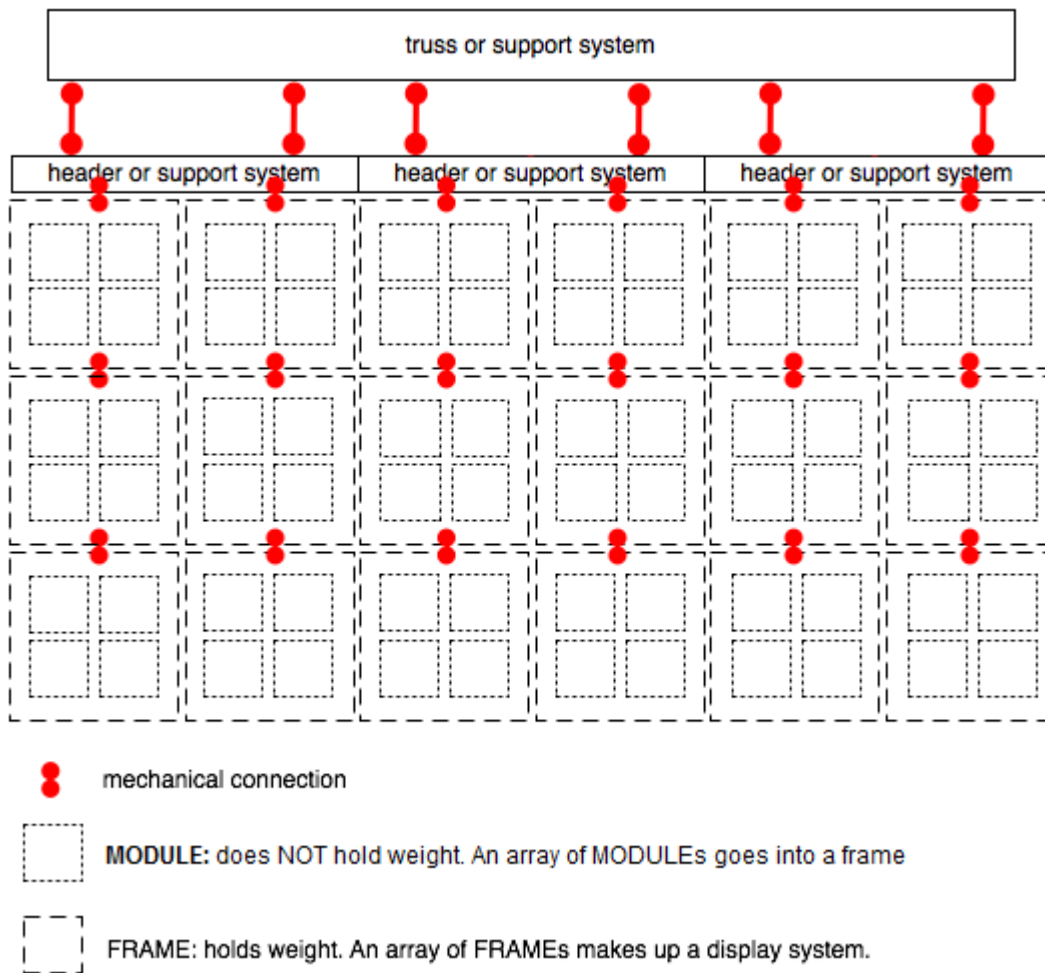 truss or support system
header or support system header or support system header or support system
mechanical connection
MODULE: does NOT hold weight. An array of MODULEs goes into a frame
FRAME: holds weight. An array of FRAMEs makes up a display system.